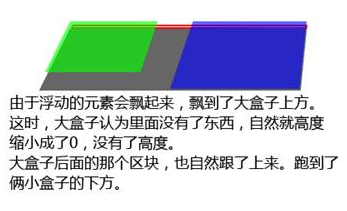 由于浮动的元素会飘起来，飘到了大盒子上方。
这时，大盒子认为里面没有了东西，自然就高度
缩小成了0，没有了高度。
大盒子后面的那个区块，也自然跟了上来。跑到了
俩小盒子的下方。